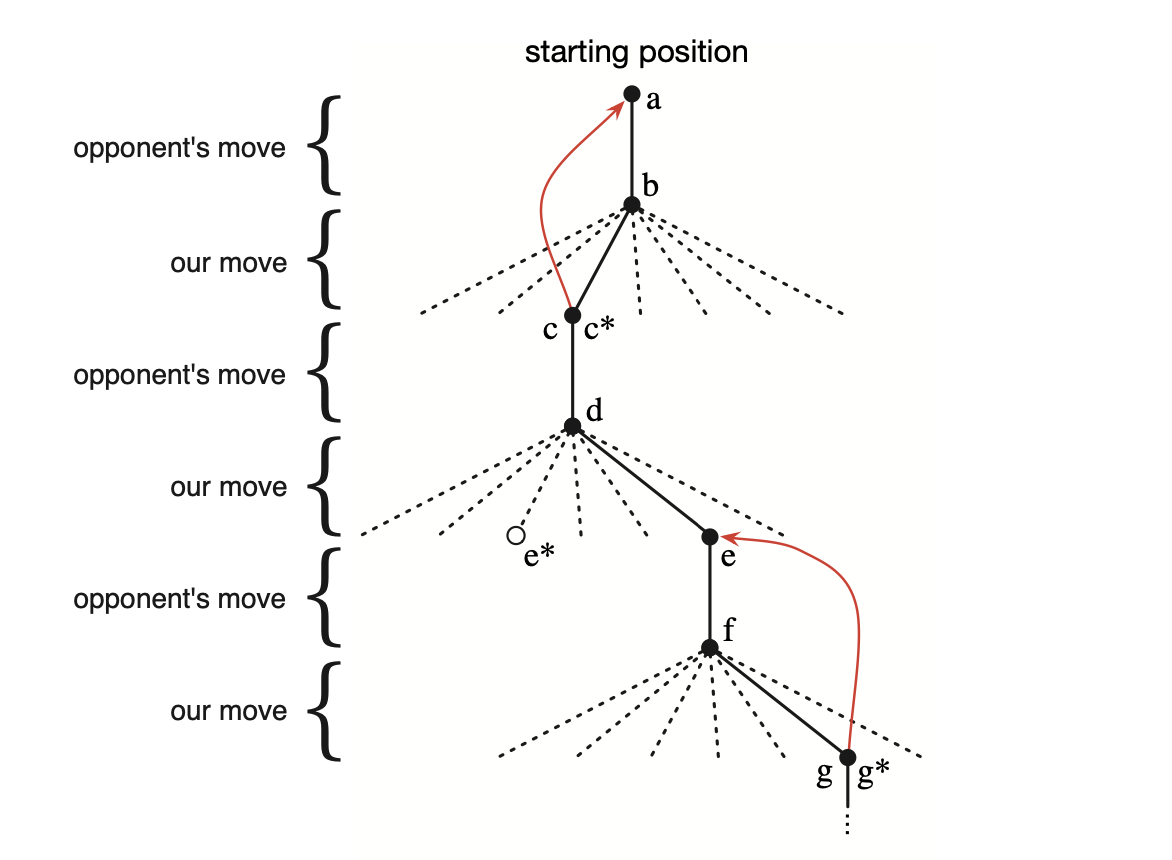 starting position
a
opponent's move
b
our move
c c*
opponent's move
d
our move
e*
e
opponent's move
f
our move
g g*